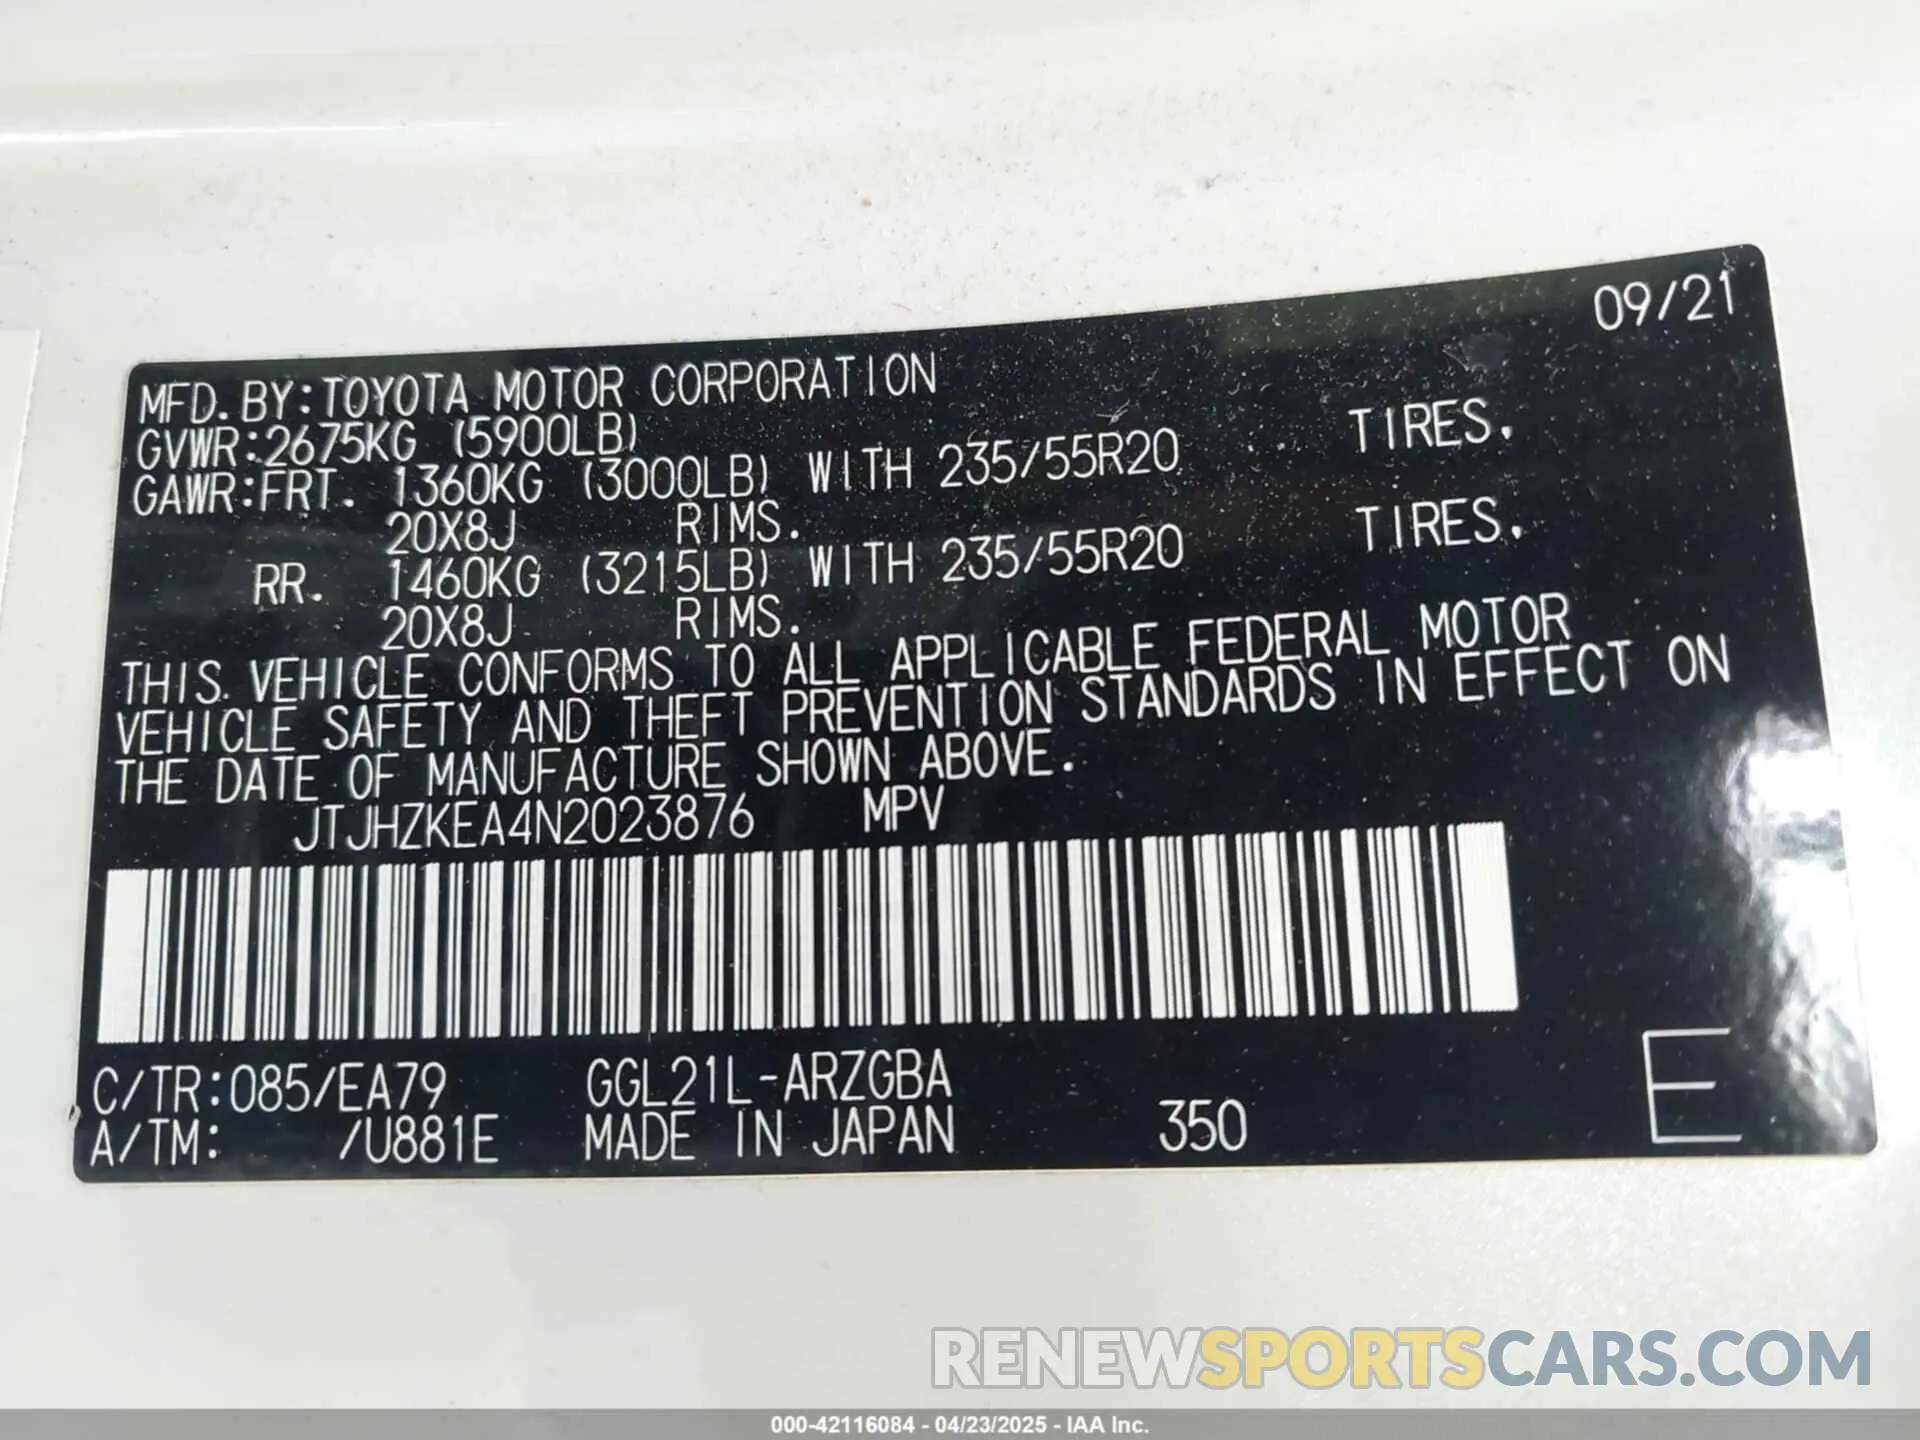 09/21
MFD.BY:TOYOTA MOTOR CORPORATION
GVWR:2675KG (5900LB)
GAWR:FRT. 1360KG (3000LB) WITH 235/55R20 TIRES.
20X8J RIMS.
RR. 1460KG (3215LB) WITH 235/55R20 TIRES.
20X8J RIMS.
THIS VEHICLE CONFORMS TO ALL APPLICABLE FEDERAL MOTOR
VEHICLE SAFETY AND THEFT PREVENTION STANDARDS IN EFFECT ON
THE DATE OF MANUFACTURE SHOWN ABOVE.
JTJHZKEA4N2023876 MPV
C/TR:085/EA79 GGL21L-ARZGBA
A/TM: /U881E MADE IN JAPAN 350 E
RENEWSPORTSCARS.COM
000-42116084 - 04/23/2025 - IAA Inc.